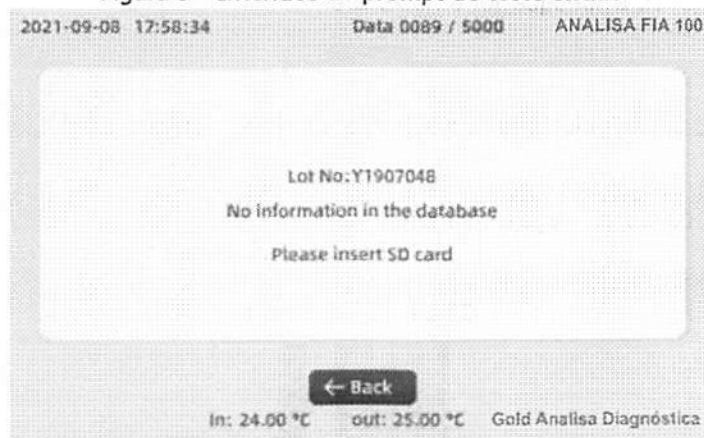 2021-09-08 17:58:34 Data 0089 / 5000 ANALISA FIA 100
Lot No:Y1907048
No information in the database
Please insert SD card
← Back
In: 24.00 °C out: 25.00 °C Gold Analisa Diagnóstica